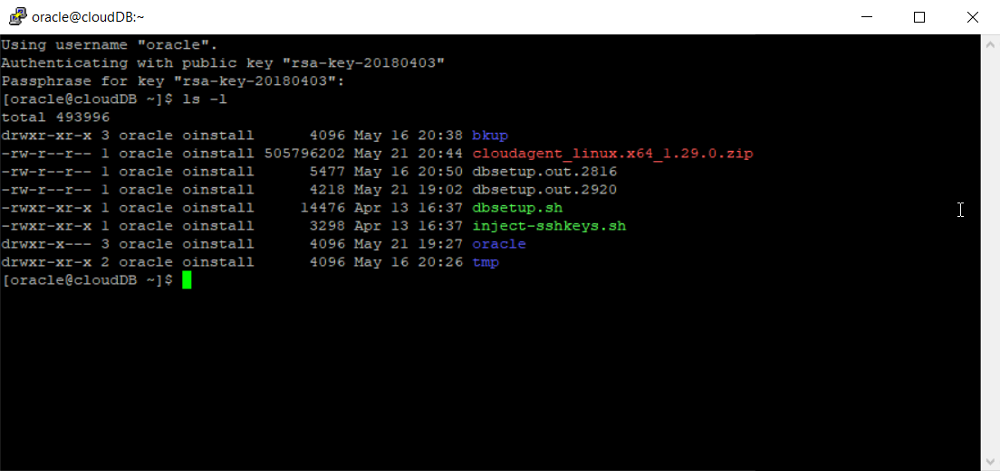 oracle@cloudDB:~
Using username "oracle".
Authenticating with public key "rsa-key-20180403"
Passphrase for key "rsa-key-20180403":
[oracle@cloudDB ~]$ ls -l
total 493996
drwxr-xr-x 3 oracle oinstall      4096 May 16 20:38 bkup
-rw-r--r-- 1 oracle oinstall 505796202 May 21 20:44 cloudagent_linux.x64_1.29.0.zip
-rw-r--r-- 1 oracle oinstall      5477 May 16 20:50 dbsetup.out.2816
-rw-r--r-- 1 oracle oinstall      4218 May 21 19:02 dbsetup.out.2920
-rwxr-xr-x 1 oracle oinstall     14476 Apr 13 16:37 dbsetup.sh
-rwxr-xr-x 1 oracle oinstall      3298 Apr 13 16:37 inject-sshkeys.sh
drwxr-x--- 3 oracle oinstall      4096 May 21 19:27 oracle
drwxr-xr-x 2 oracle oinstall      4096 May 16 20:26 tmp
[oracle@cloudDB ~]$